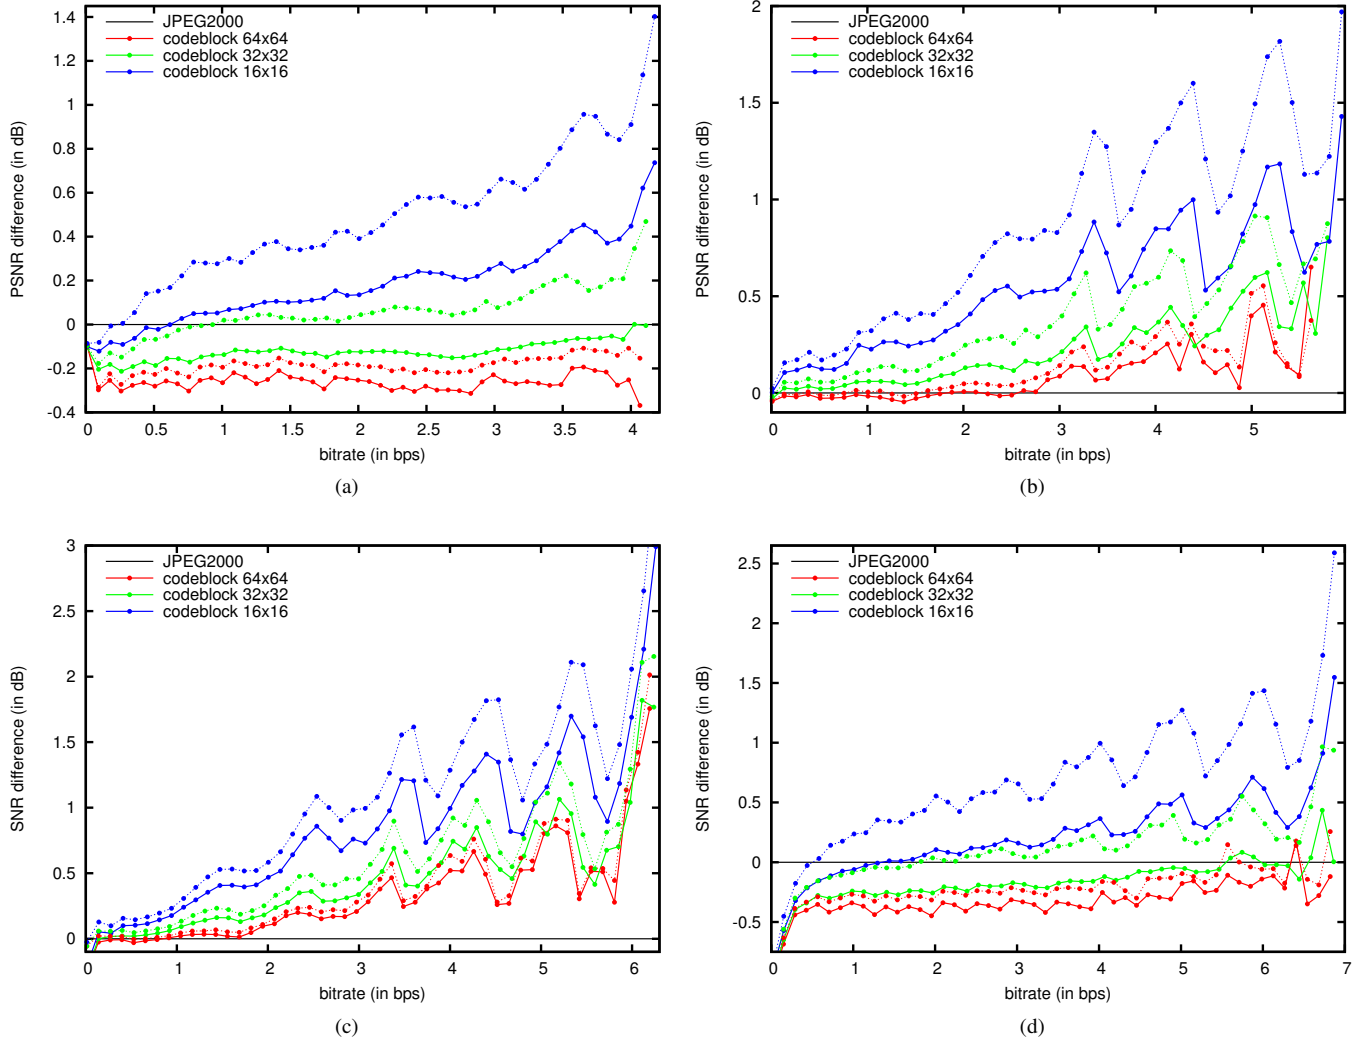 JPEG2000
codeblock 64x64
codeblock 32x32
codeblock 16x16
PSNR difference (in dB)
1.4
1.2
1
0.8
0.6
0.4
0.2
0
-0.2
-0.4
0 0.5 1 1.5 2 2.5 3 3.5 4
bitrate (in bps)
(a)
JPEG2000
codeblock 64x64
codeblock 32x32
codeblock 16x16
PSNR difference (in dB)
2
1.5
1
0.5
0
0 1 2 3 4 5
bitrate (in bps)
(b)
JPEG2000
codeblock 64x64
codeblock 32x32
codeblock 16x16
SNR difference (in dB)
3
2.5
2
1.5
1
0.5
0
0 1 2 3 4 5 6
bitrate (in bps)
(c)
JPEG2000
codeblock 64x64
codeblock 32x32
codeblock 16x16
SNR difference (in dB)
2.5
2
1.5
1
0.5
0
-0.5
0 1 2 3 4 5 6 7
bitrate (in bps)
(d)